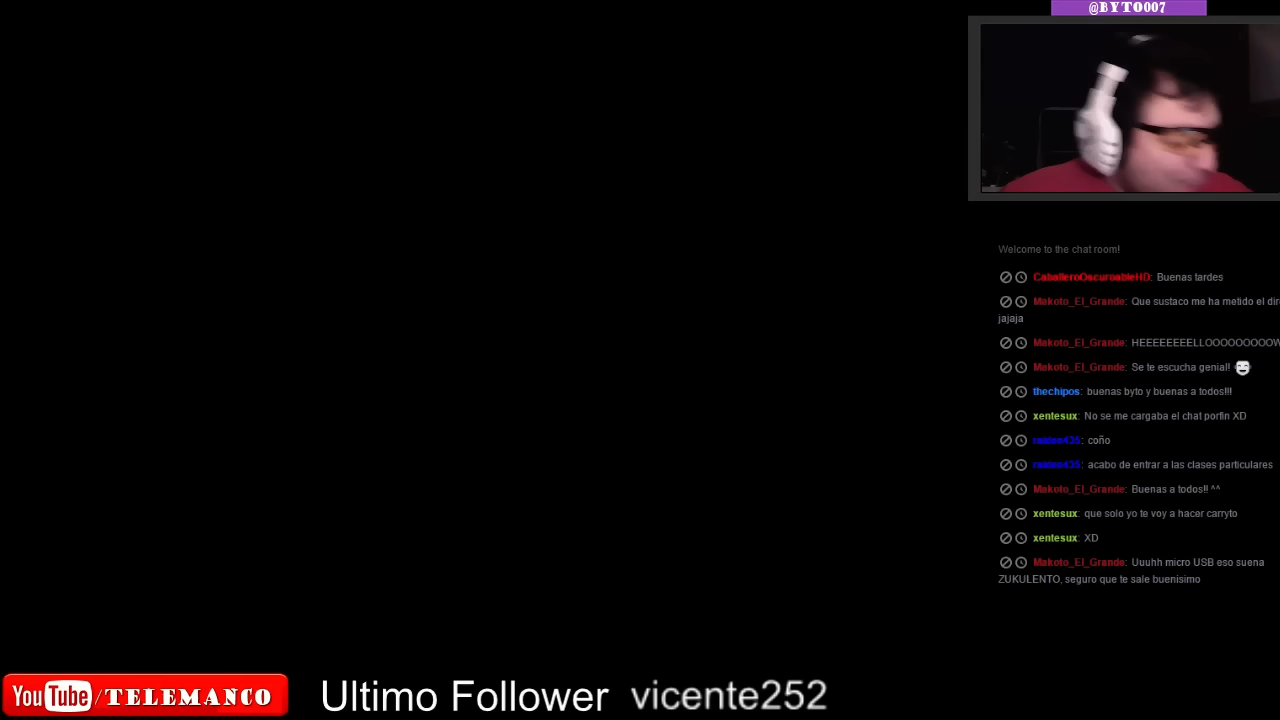 @BYTO007
Welcome to the chat room!
CaballeroOscuroableHD: Buenas tardes
Makoto_El_Grande: Que sustaco me ha metido el dire
jajaja
Makoto_El_Grande: HEEEEEEEELLOOOOOOOOOW
Makoto_El_Grande: Se te escucha genial!
thechipos: buenas byto y buenas a todos!!!
xentesux: No se me cargaba el chat porfin XD
: coño
: acabo de entrar a las clases particulares
Makoto_El_Grande: Buenas a todos!! ^^
xentesux: que solo yo te voy a hacer carryto
xentesux: XD
Makoto_El_Grande: Uuuhh micro USB eso suena
ZUKULENTO, seguro que te sale buenisimo
YouTube/TELEMANCO
Ultimo Follower vicente252